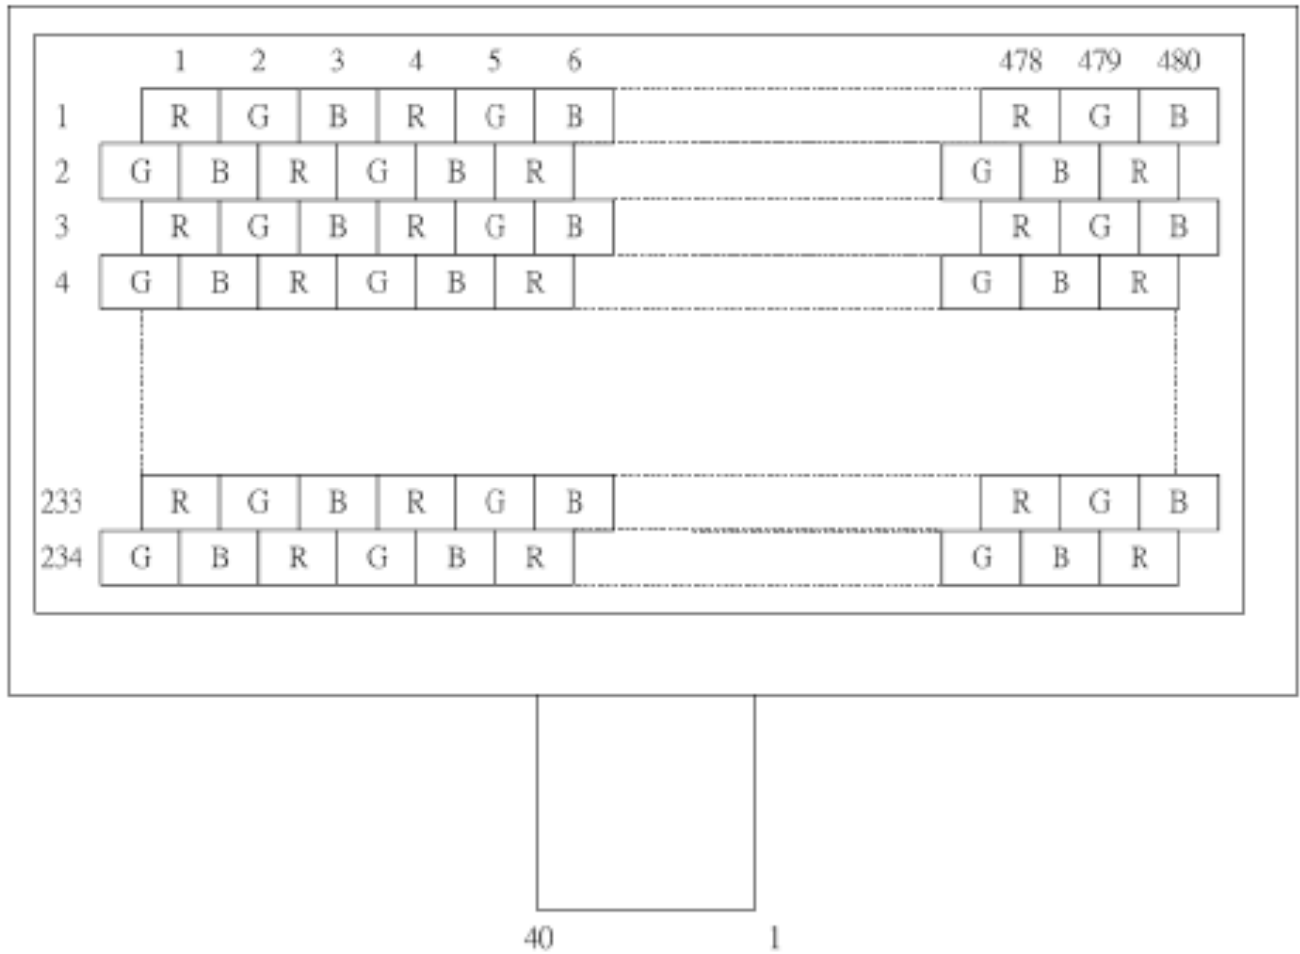 1 2 3 4 5 6 478 479 480
1 R G B R G B R G B
2 G B R G B R G B R
3 R G B R G B R G B
4 G B R G B R G B R
233 R G B R G B R G B
234 G B R G B R G B R
40 1